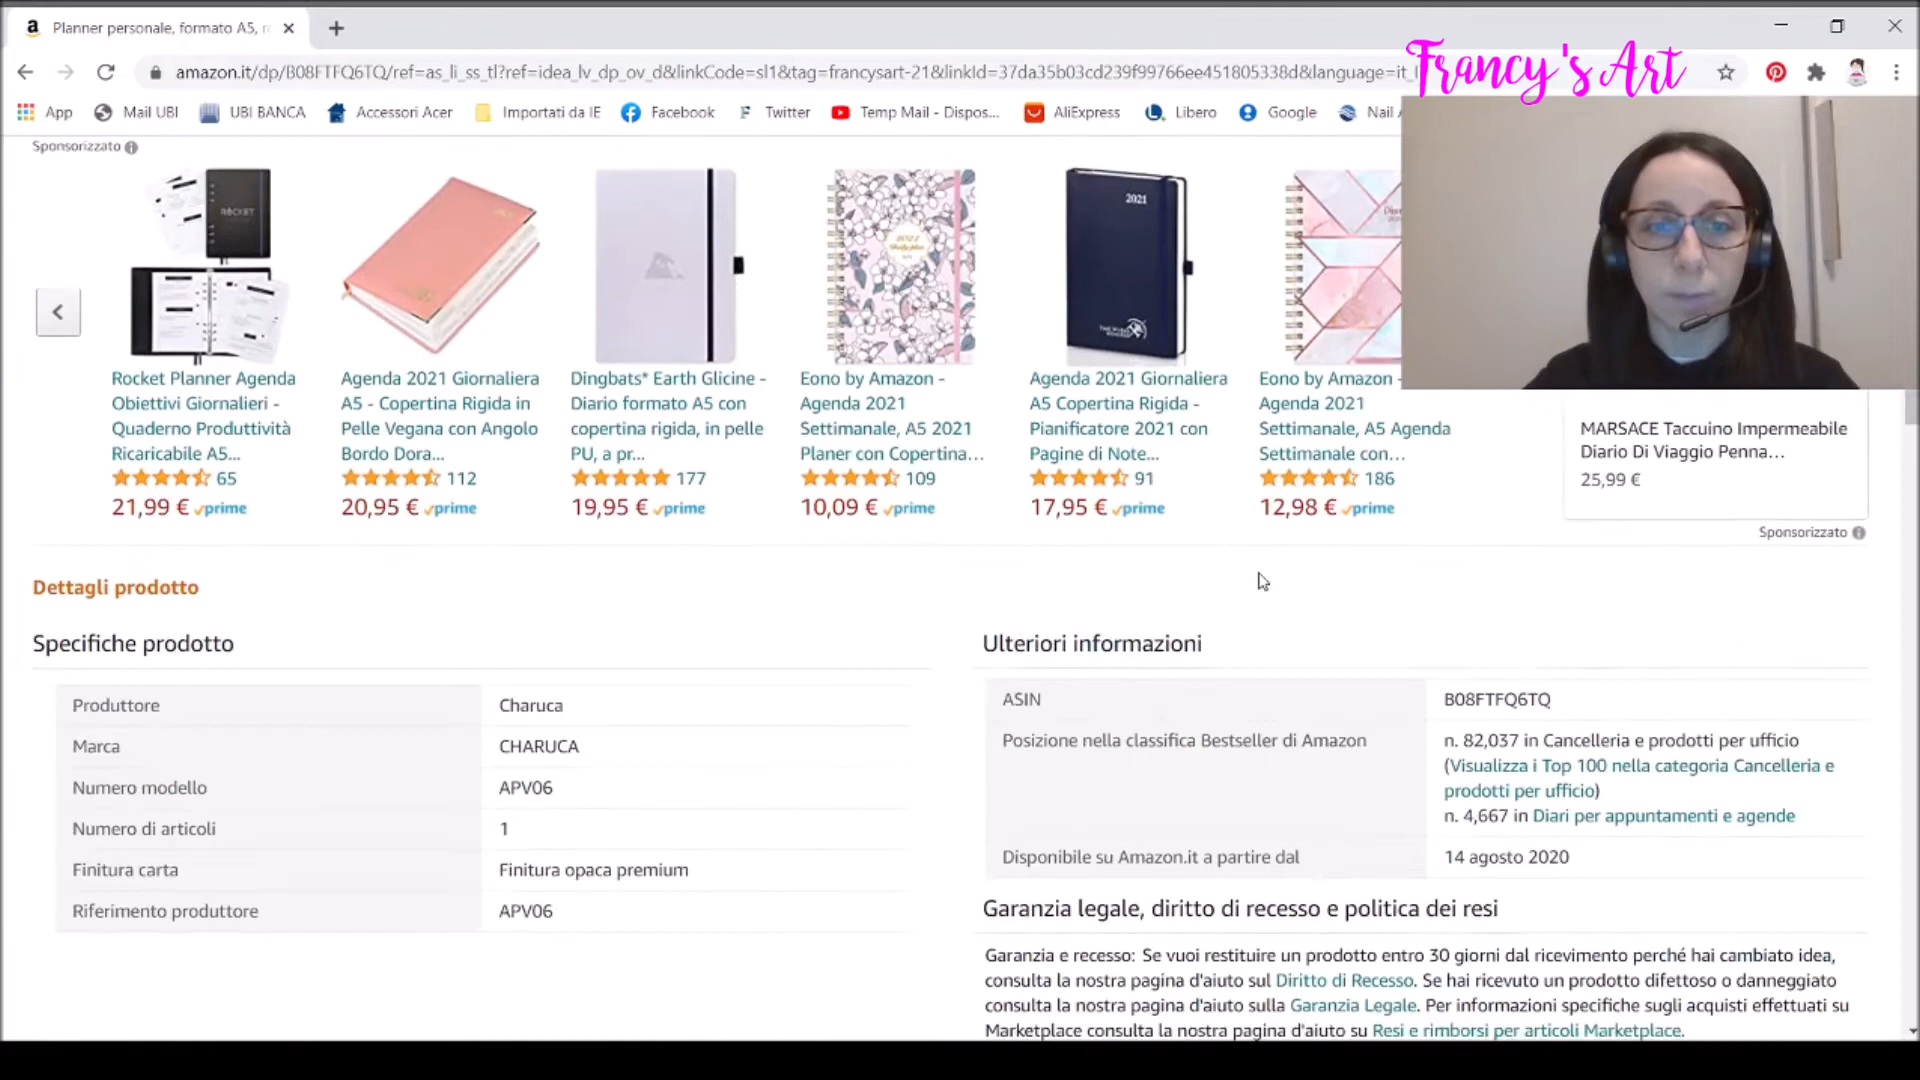 Planner personale, formato A5, r
amazon.it/dp/B08FTFQ6TQ/ref=as_li_ss_tl?ref=idea_lv_dp_ov_d&linkCode=sl1&tag=francysart-21&linkId=37da35b03cd239f99766ee451805338d&language=it_
Francy's Art
App Mail UBI UBI BANCA Accessori Acer Importati da IE Facebook Twitter Temp Mail - Dispos... AliExpress Libero Google Nail
Sponsorizzato
ROCKET
2021
Rocket Planner Agenda
Obiettivi Giornalieri -
Quaderno Produttività
Ricaricabile A5...
65
21,99 € prime
Agenda 2021 Giornaliera
A5 - Copertina Rigida in
Pelle Vegana con Angolo
Bordo Dora...
112
20,95 € prime
Dingbats* Earth Glicine -
Diario formato A5 con
copertina rigida, in pelle
PU, a pr...
177
19,95 € prime
Eono by Amazon -
Agenda 2021
Settimanale, A5 2021
Planer con Copertina...
109
10,09 € prime
Agenda 2021 Giornaliera
A5 Copertina Rigida -
Pianificatore 2021 con
Pagine di Note...
91
17,95 € prime
Eono by Amazon -
Agenda 2021
Settimanale, A5 Agenda
Settimanale con...
186
12,98 € prime
MARSACE Taccuino Impermeabile
Diario Di Viaggio Penna...
25,99 €
Sponsorizzato
Dettagli prodotto
Specifiche prodotto
Produttore Charuca
Marca CHARUCA
Numero modello APV06
Numero di articoli 1
Finitura carta Finitura opaca premium
Riferimento produttore APV06
Ulteriori informazioni
ASIN B08FTFQ6TQ
Posizione nella classifica Bestseller di Amazon n. 82,037 in Cancelleria e prodotti per ufficio
(Visualizza i Top 100 nella categoria Cancelleria e
prodotti per ufficio)
n. 4,667 in Diari per appuntamenti e agende
Disponibile su Amazon.it a partire dal 14 agosto 2020
Garanzia legale, diritto di recesso e politica dei resi
Garanzia e recesso: Se vuoi restituire un prodotto entro 30 giorni dal ricevimento perché hai cambiato idea,
consulta la nostra pagina d'aiuto sul Diritto di Recesso. Se hai ricevuto un prodotto difettoso o danneggiato
consulta la nostra pagina d'aiuto sulla Garanzia Legale. Per informazioni specifiche sugli acquisti effettuati su
Marketplace consulta la nostra pagina d'aiuto su Resi e rimborsi per articoli Marketplace.